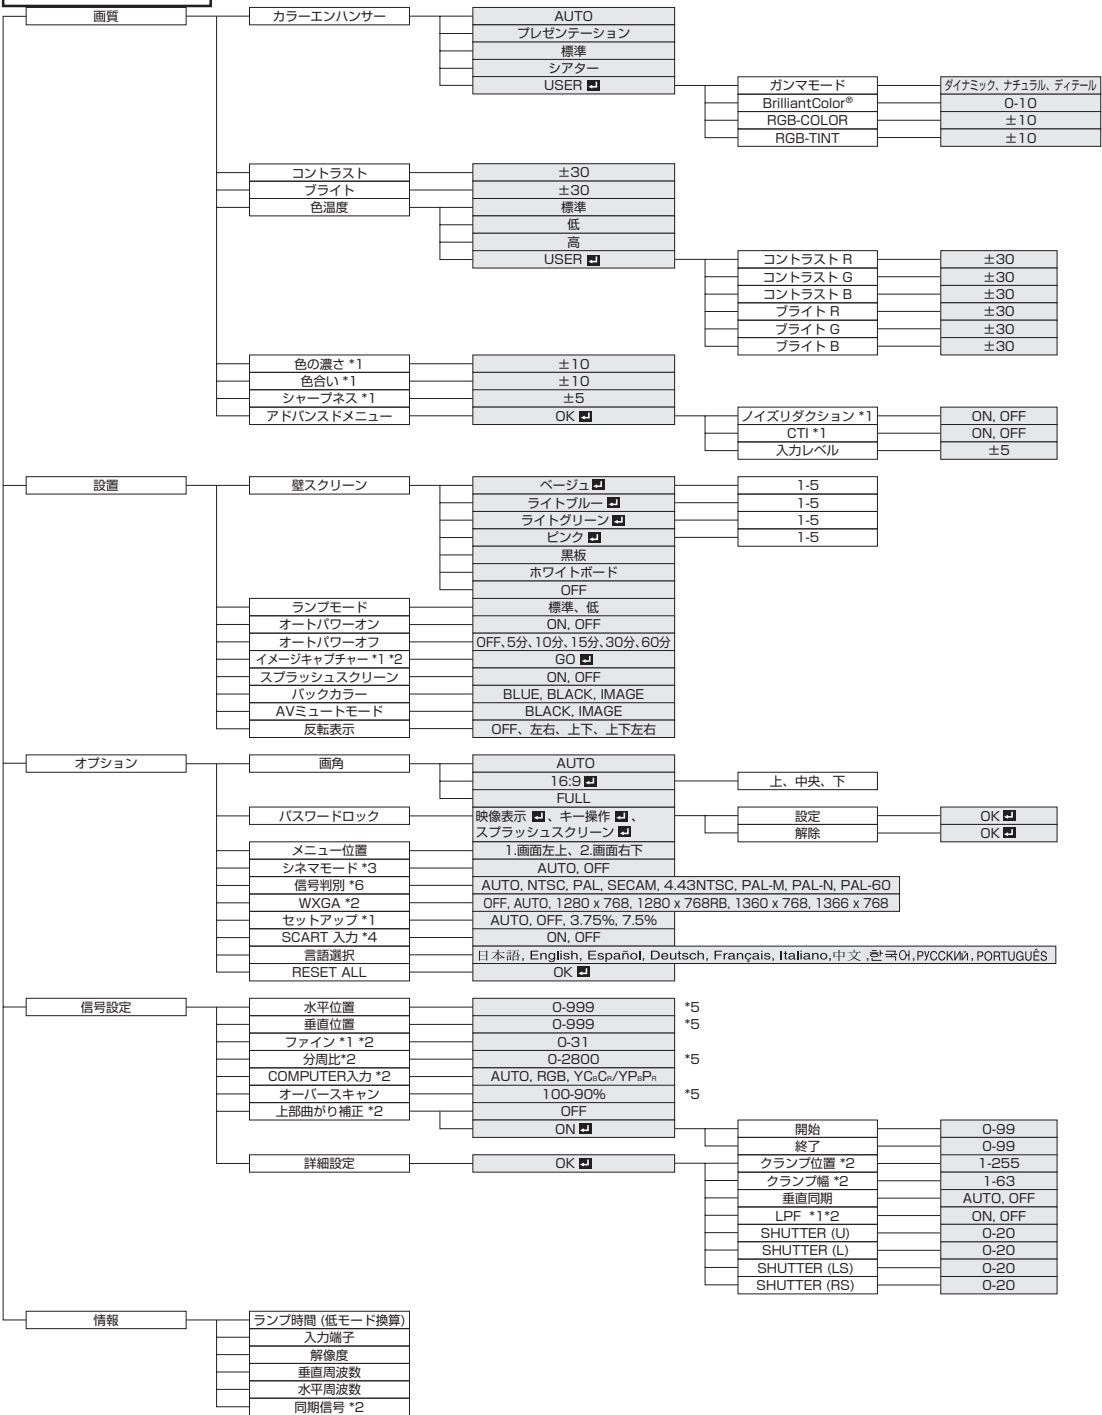 画質 カラーエンハンサー AUTO
プレゼンテーション
標準
シアター
USER ガンマモード ダイナミック、ナチュラル、ディテール
BrilliantColor® 0-10
RGB-COLOR ±10
RGB-TINT ±10
コントラスト ±30
ブライト ±30
色温度 標準
低
高
USER コントラスト R ±30
コントラスト G ±30
コントラスト B ±30
ブライト R ±30
ブライト G ±30
ブライト B ±30
色の濃さ *1 ±10
色合い *1 ±10
シャープネス *1 ±5
アドバンスドメニュー OK ノイズリダクション *1 ON, OFF
CTI *1 ON, OFF
入力レベル ±5
設置 壁スクリーン ベージュ 1-5
ライトブルー 1-5
ライトグリーン 1-5
ピンク 1-5
黒板
ホワイトボード
OFF
ランプモード 標準、低
オートパワーオン ON, OFF
オートパワーオフ OFF、5分、10分、15分、30分、60分
イメージキャプチャー *1 *2 GO
スプラッシュスクリーン ON, OFF
バックカラー BLUE, BLACK, IMAGE
AVミュートモード BLACK, IMAGE
反転表示 OFF、左右、上下、上下左右
オプション 画角 AUTO
16:9 上、中央、下
FULL
パスワードロック 映像表示 、キー操作 、 設定 OK
スプラッシュスクリーン 解除 OK
メニュー位置 1.画面左上、2.画面右下
シネマモード *3 AUTO, OFF
信号判別 *6 AUTO, NTSC, PAL, SECAM, 4.43NTSC, PAL-M, PAL-N, PAL-60
WXGA *2 OFF, AUTO, 1280 x 768, 1280 x 768RB, 1360 x 768, 1366 x 768
セットアップ *1 AUTO, OFF, 3.75%, 7.5%
SCART 入力 *4 ON, OFF
言語選択 日本語, English, Español, Deutsch, Français, Italiano,中文 ,한국어,РУССКИЙ, PORTUGUÊS
RESET ALL OK
信号設定 水平位置 0-999 *5
垂直位置 0-999 *5
ファイン *1 *2 0-31
分周比*2 0-2800 *5
COMPUTER入力 *2 AUTO, RGB, YCBCR/YPBPR
オーバースキャン 100-90% *5
上部曲がり補正 *2 OFF
ON 開始 0-99
終了 0-99
詳細設定 OK クランプ位置 *2 1-255
クランプ幅 *2 1-63
垂直同期 AUTO, OFF
LPF *1*2 ON, OFF
SHUTTER (U) 0-20
SHUTTER (L) 0-20
SHUTTER (LS) 0-20
SHUTTER (RS) 0-20
情報 ランプ時間 (低モード換算)
入力端子
解像度
垂直周波数
水平周波数
同期信号 *2